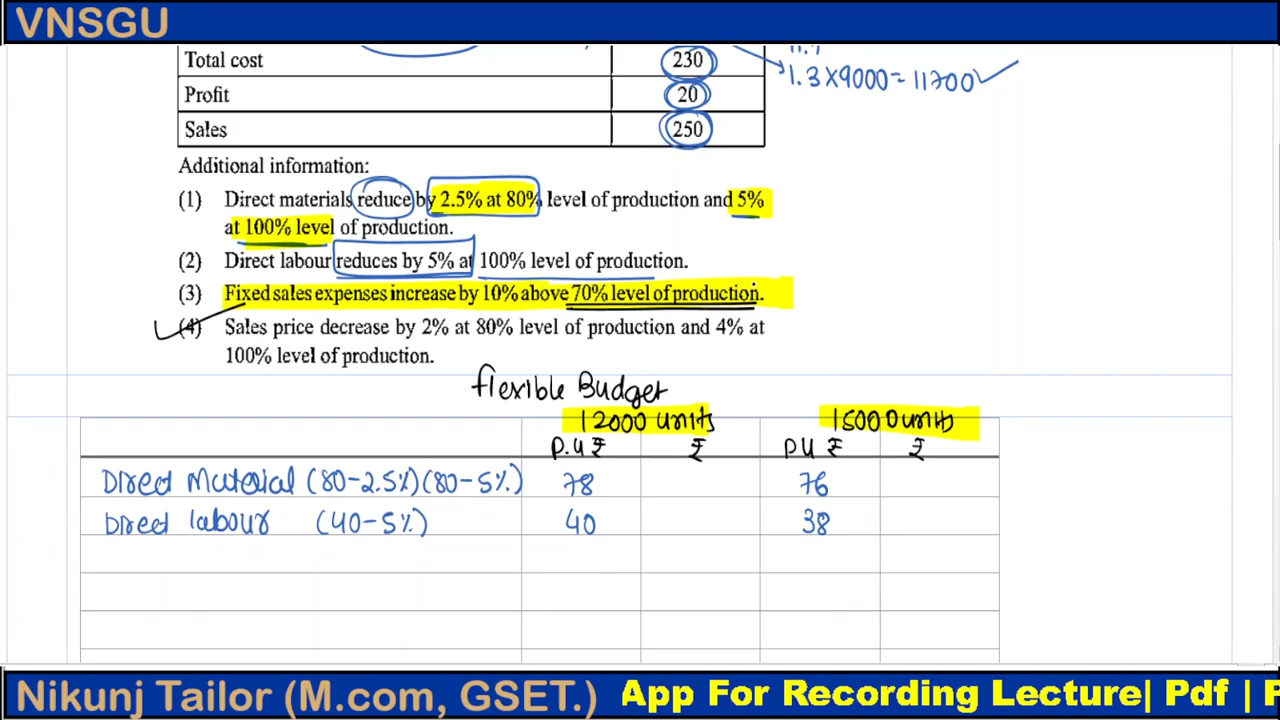 VNSGU
Total cost 230
1.3×9000=11700
Profit 20
Sales 250
Additional information:
(1) Direct materials reduce by 2.5% at 80% level of production and 5%
at 100% level of production.
(2) Direct labour reduces by 5% at 100% level of production.
(3) Fixed sales expenses increase by 10% above 70% level of production.
(4) Sales price decrease by 2% at 80% level of production and 4% at
100% level of production.
flexible Budget
12000 units 15000 units
P.U ₹ ₹ PU ₹ ₹
Direct Material (80-2.5%) (80-5%) 78 76
Direct labour (40-5%) 40 38
Nikunj Tailor (M.com, GSET.) App For Recording Lecture| Pdf |